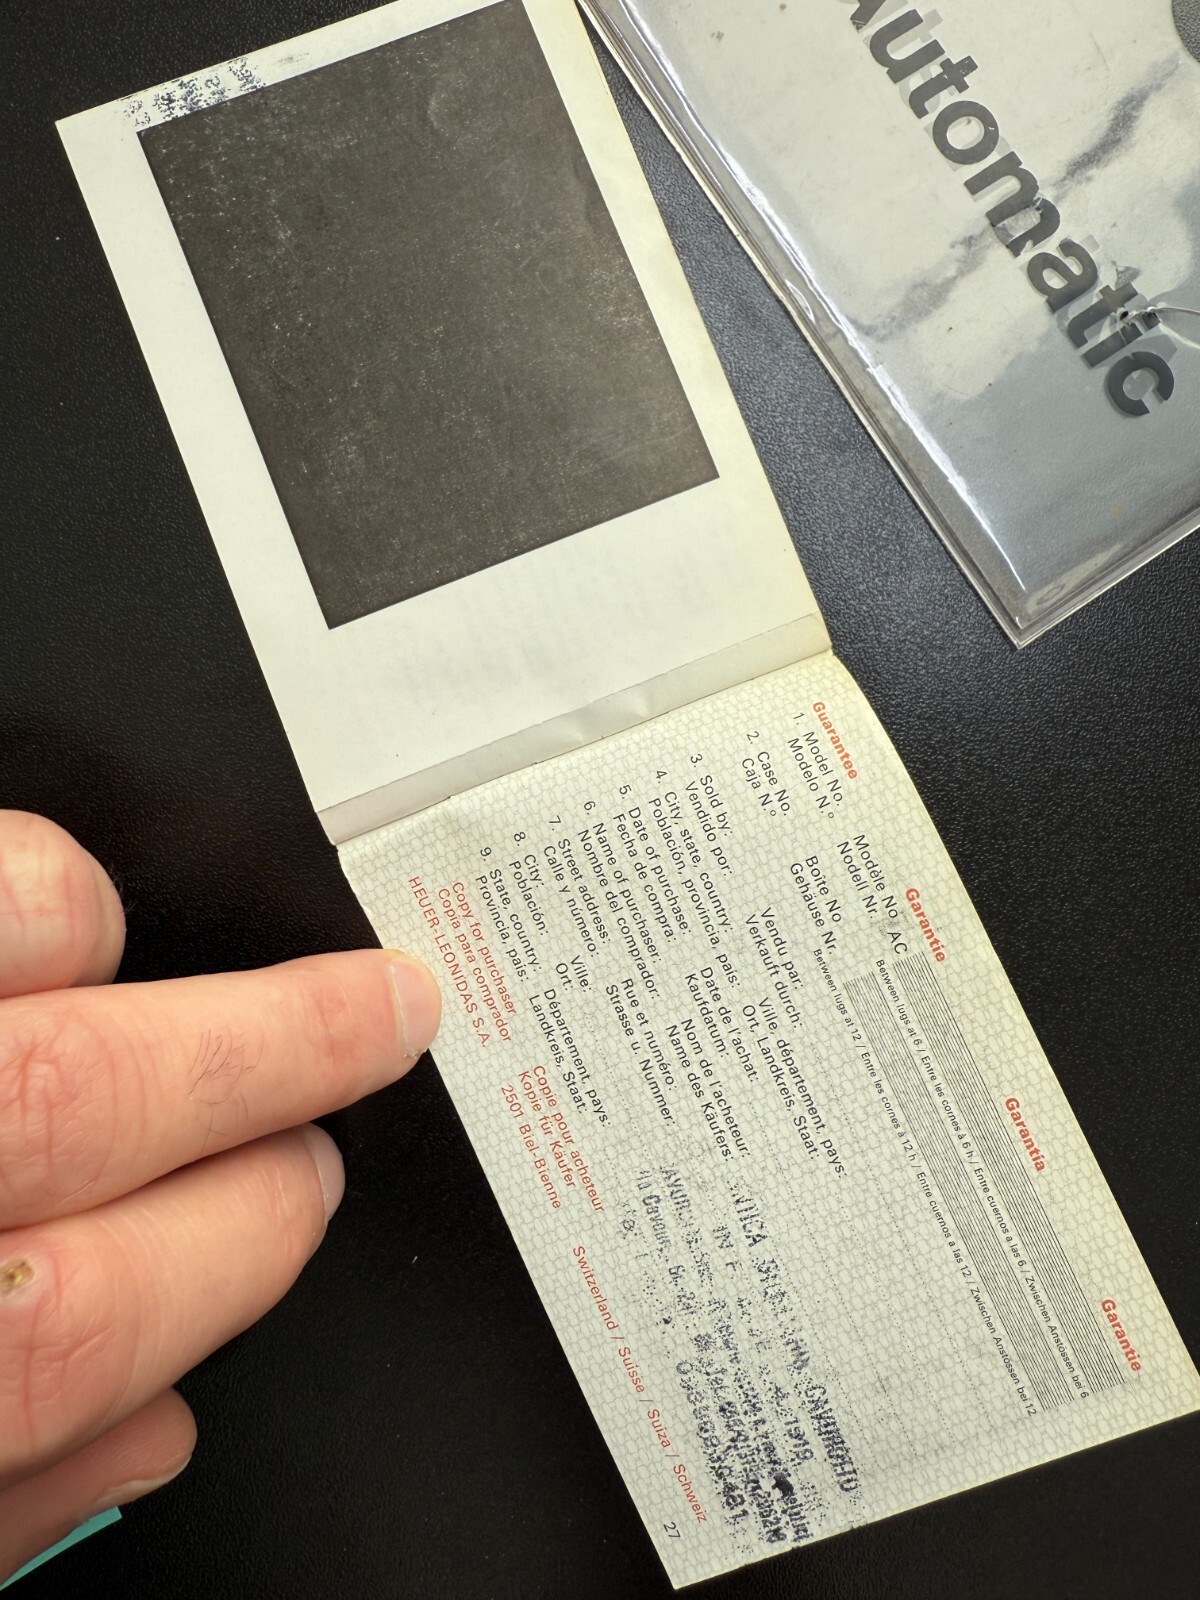 Automatic
Guarantee Garantie Garantia Garantie
1. Model No. Modèle No AC
Modelo N.º Nodell Nr.
Between lugs at 6 / Entre les cornes à 6 h / Entre cuernos a las 6 / Zwischen Anstössen bei 6
2. Case No. Boîte No
Caja N.º Gehäuse Nr.
Between lugs at 12 / Entre les cornes à 12 h / Entre cuernos a las 12 / Zwischen Anstössen bei 12
3. Sold by: Vendu par:
Vendido por: Verkauft durch:
4. City, state, country: Ville, département, pays:
Población, provincia, país: Ort, Landkreis, Staat:
5. Date of purchase: Date de l'achat:
Fecha de compra: Kaufdatum:
6. Name of purchaser: Nom de l'acheteur:
Nombre del comprador: Name des Käufers:
7. Street address: Rue et numéro:
Calle y número: Strasse u. Nummer:
8. City: Ville:
Población: Ort:
9. State, country: Département, pays:
Provincia, país: Landkreis, Staat:
Copy for purchaser Copie pour acheteur
Copia para comprador Kopie für Käufer
HEUER-LEONIDAS S.A. 2501 Biel-Bienne Switzerland / Suisse / Suiza / Schweiz
1919
Cavour
27